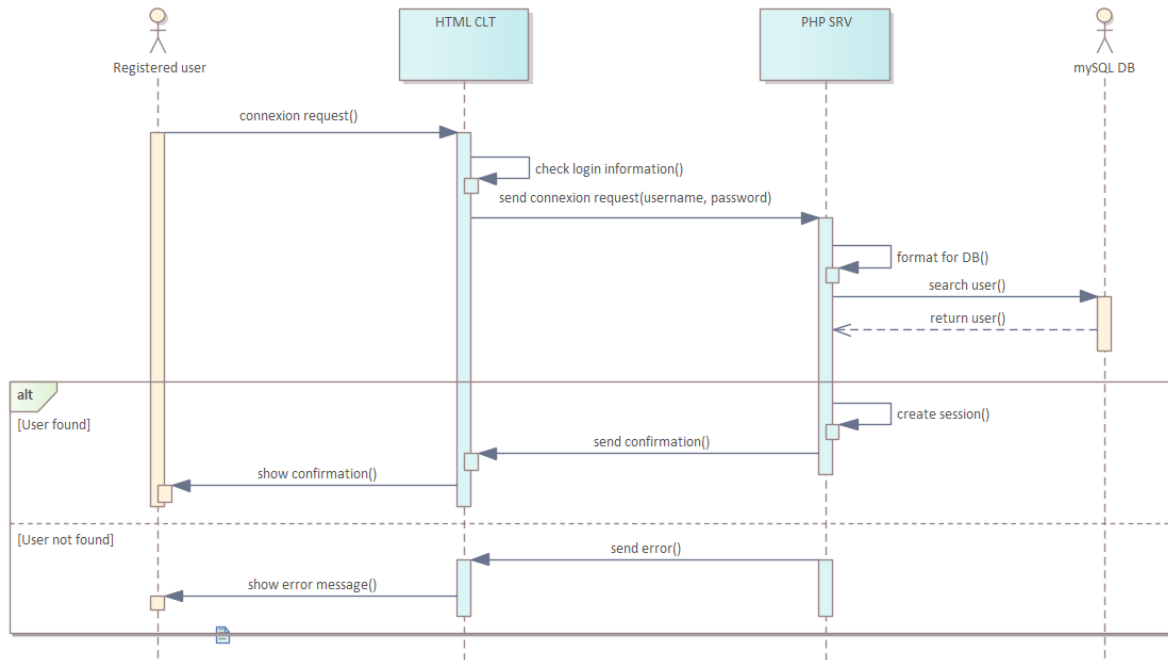 HTML CLT
PHP SRV
Registered user
mySQL DB
connexion request()
check login information()
send connexion request(username, password)
format for DB()
search user()
return user()
alt
[User found]
create session()
send confirmation()
show confirmation()
[User not found]
send error()
show error message()